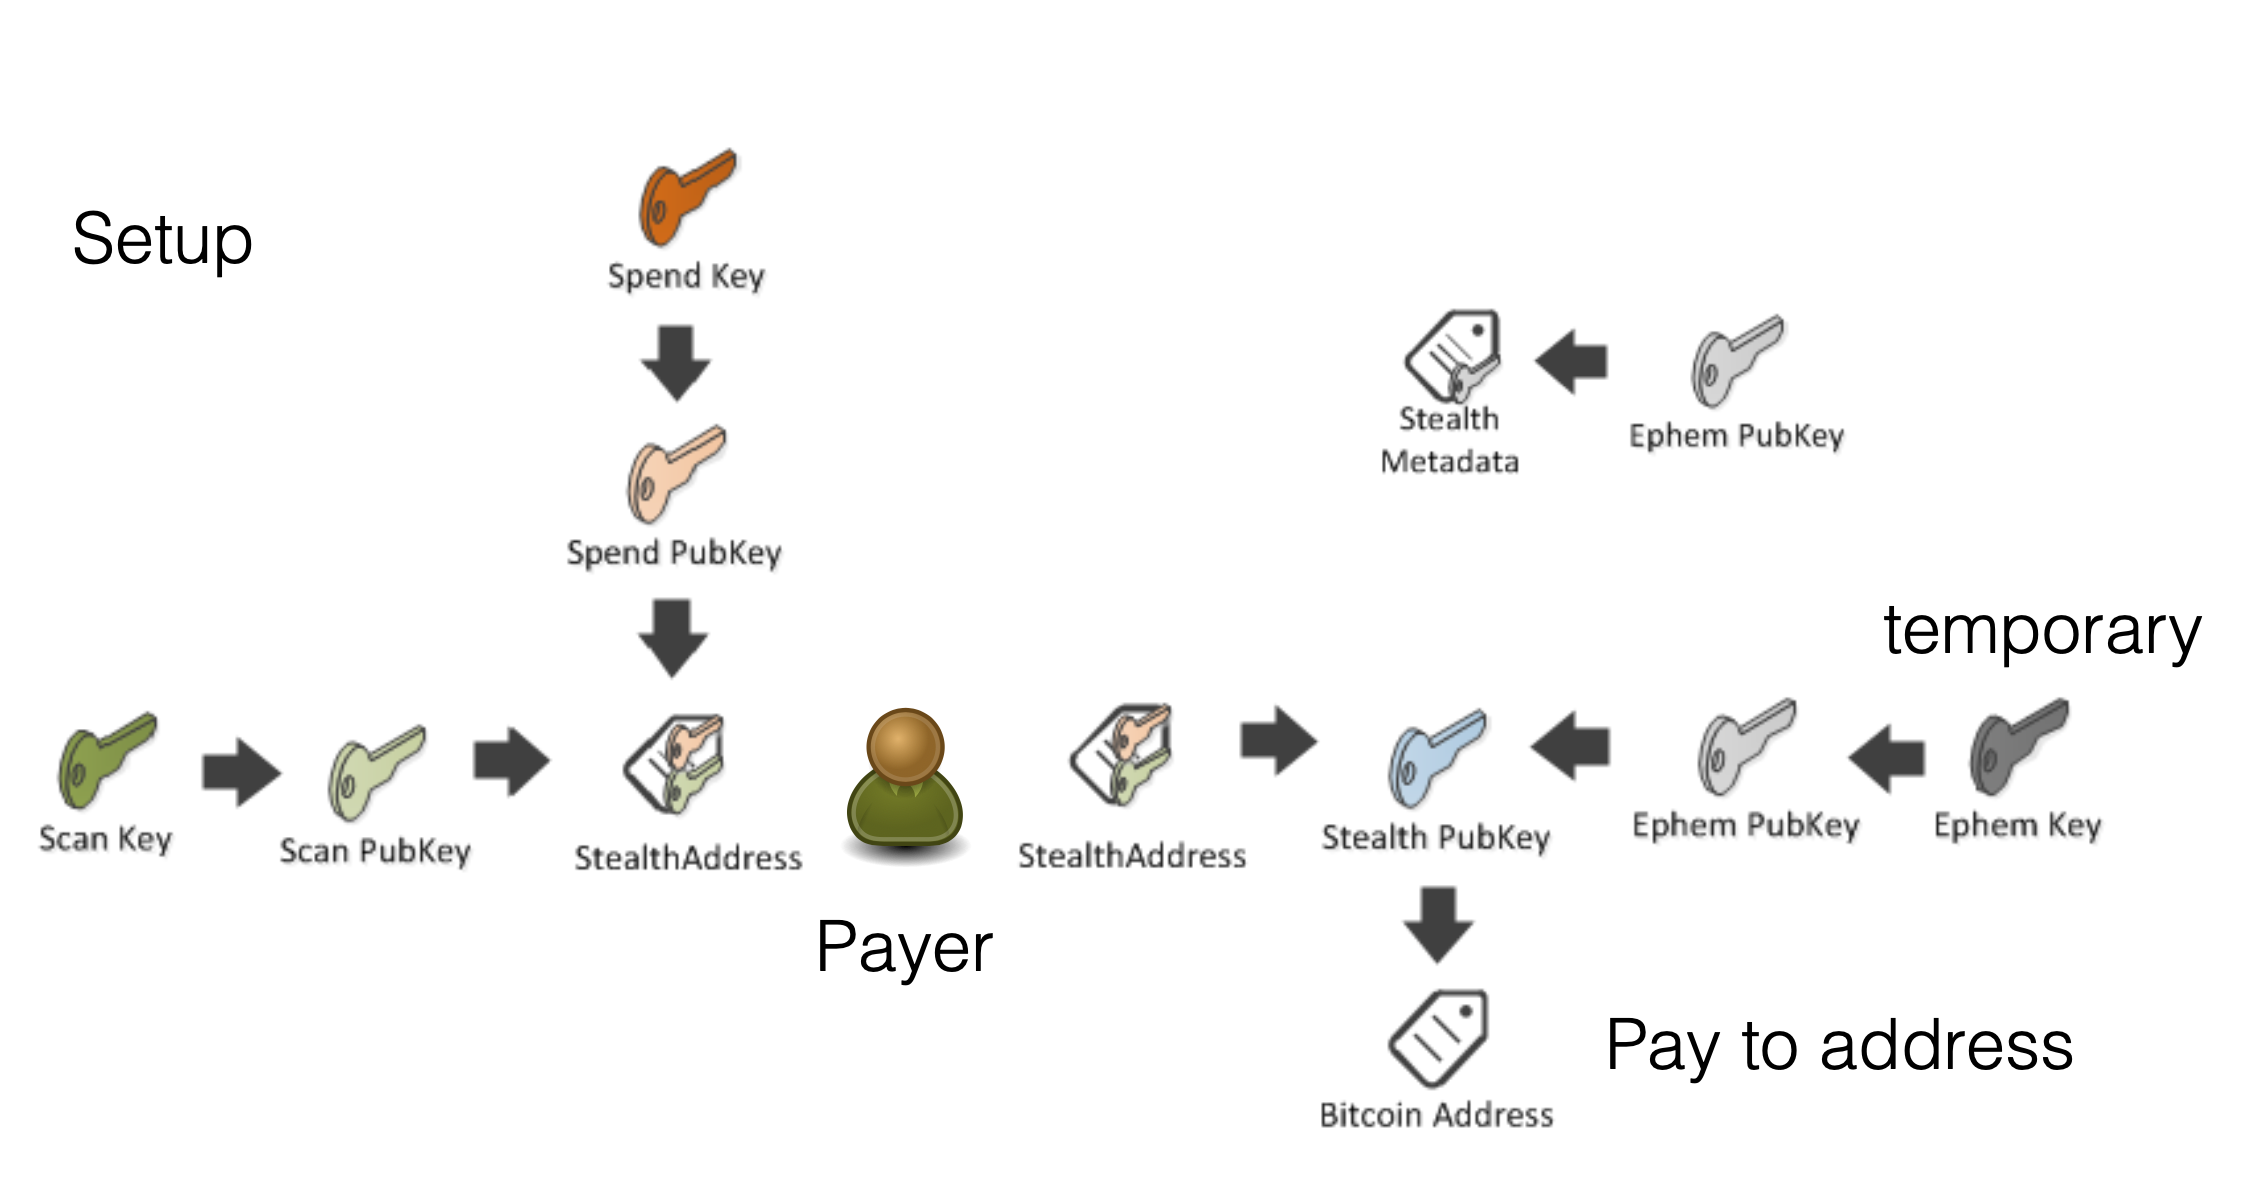 Setup
Spend Key
Spend PubKey
Scan Key
Scan PubKey
StealthAddress
Payer
StealthAddress
Stealth
Metadata
Ephem PubKey
temporary
Stealth PubKey
Ephem PubKey
Ephem Key
Bitcoin Address
Pay to address